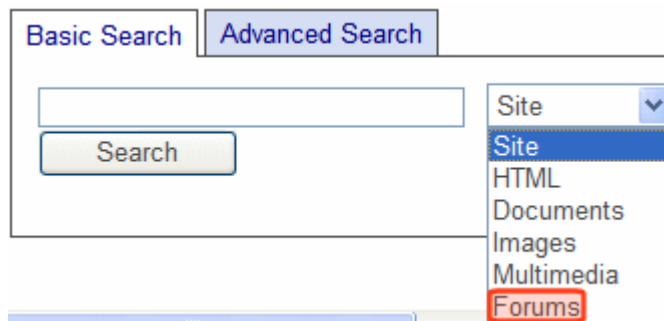 Basic Search Advanced Search
Site
Search
Site
HTML
Documents
Images
Multimedia
Forums